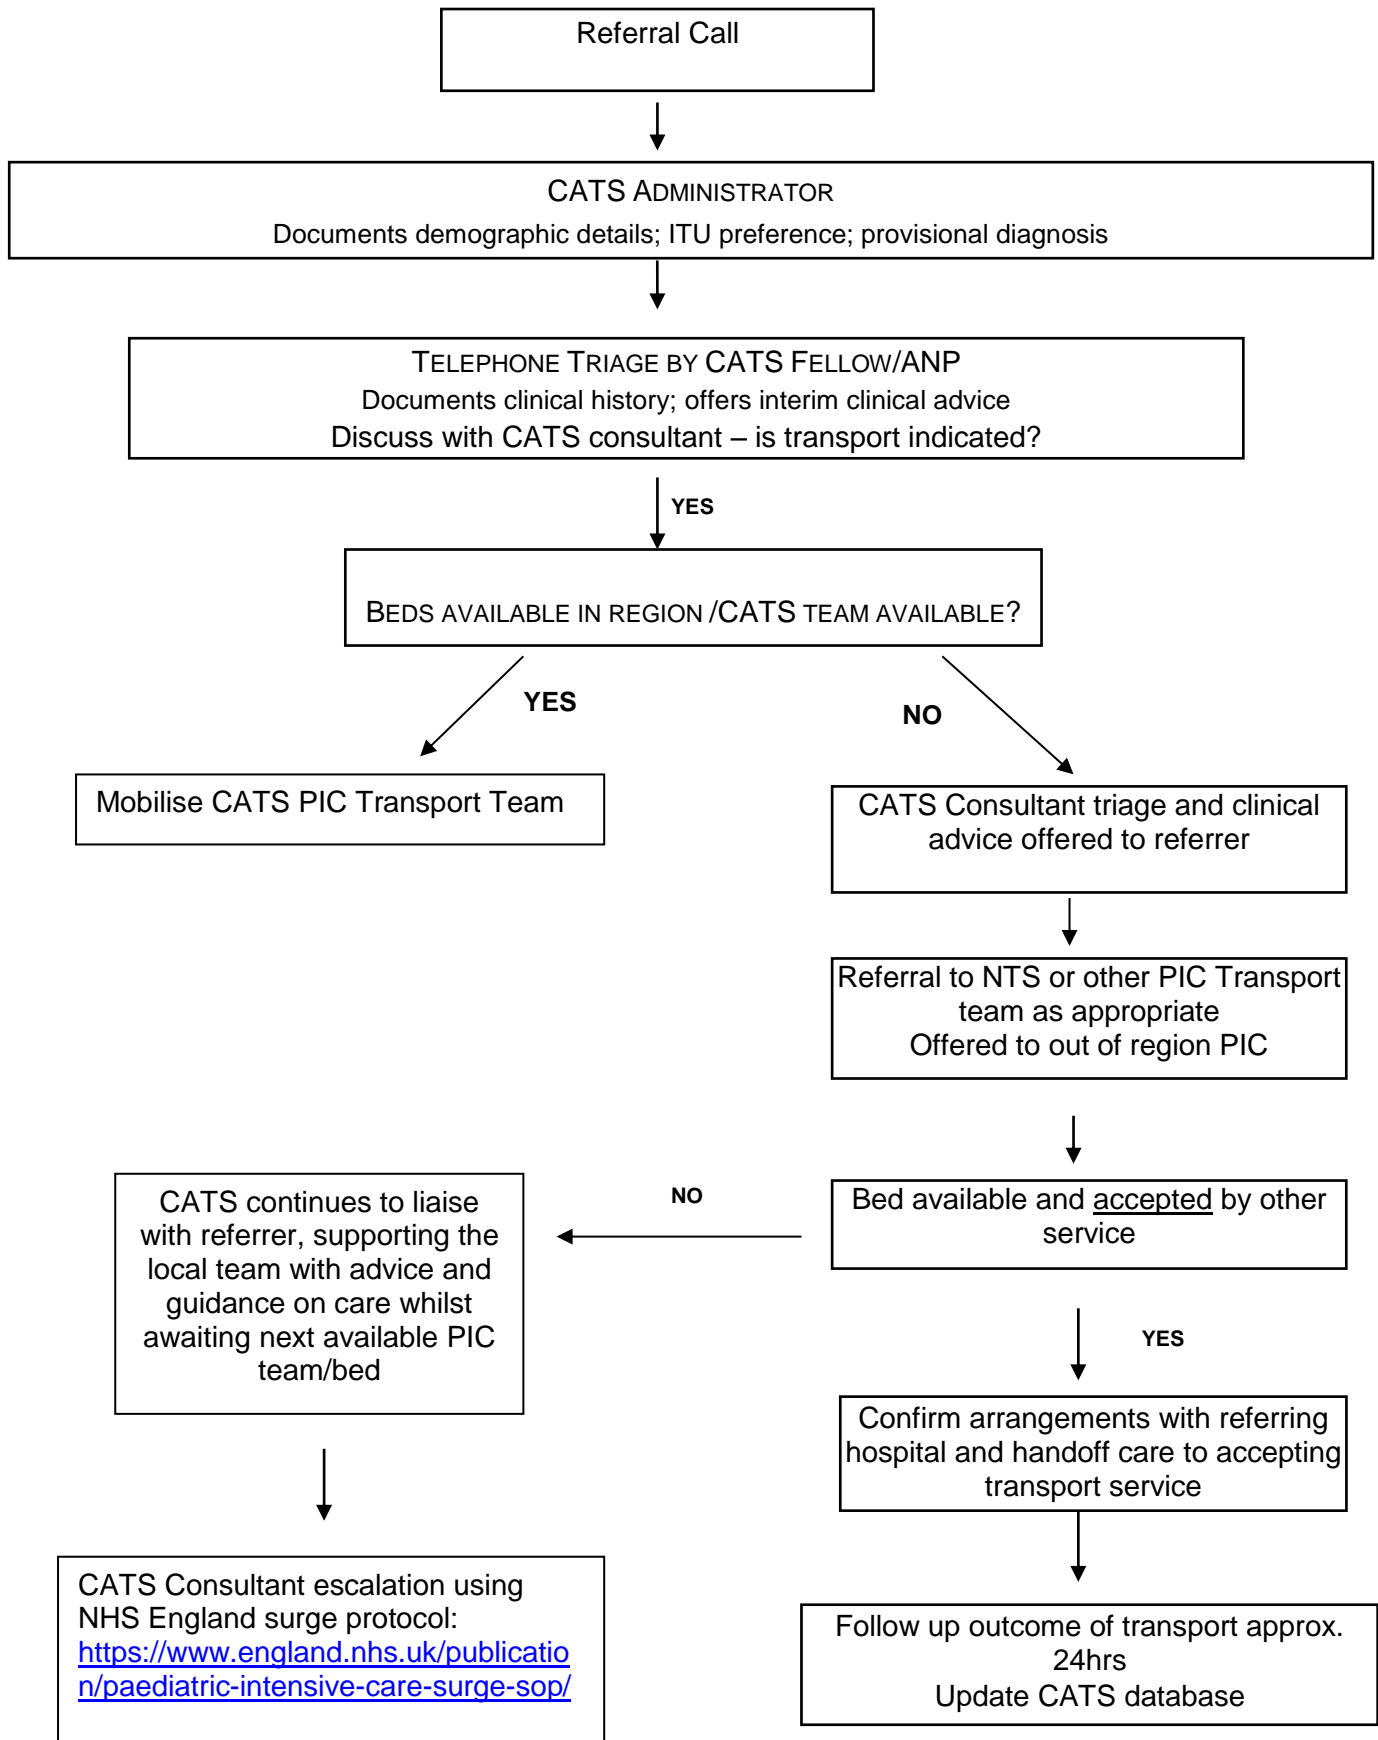 Referral Call
CATS ADMINISTRATOR
Documents demographic details; ITU preference; provisional diagnosis
TELEPHONE TRIAGE BY CATS FELLOW/ANP
Documents clinical history; offers interim clinical advice
Discuss with CATS consultant – is transport indicated?
YES
BEDS AVAILABLE IN REGION /CATS TEAM AVAILABLE?
YES
NO
Mobilise CATS PIC Transport Team
CATS Consultant triage and clinical
advice offered to referrer
Referral to NTS or other PIC Transport
team as appropriate
Offered to out of region PIC
Bed available and accepted by other
service
NO
CATS continues to liaise
with referrer, supporting the
local team with advice and
guidance on care whilst
awaiting next available PIC
team/bed
YES
Confirm arrangements with referring
hospital and handoff care to accepting
transport service
CATS Consultant escalation using
NHS England surge protocol:
https://www.england.nhs.uk/publicatio
n/paediatric-intensive-care-surge-sop/
Follow up outcome of transport approx.
24hrs
Update CATS database